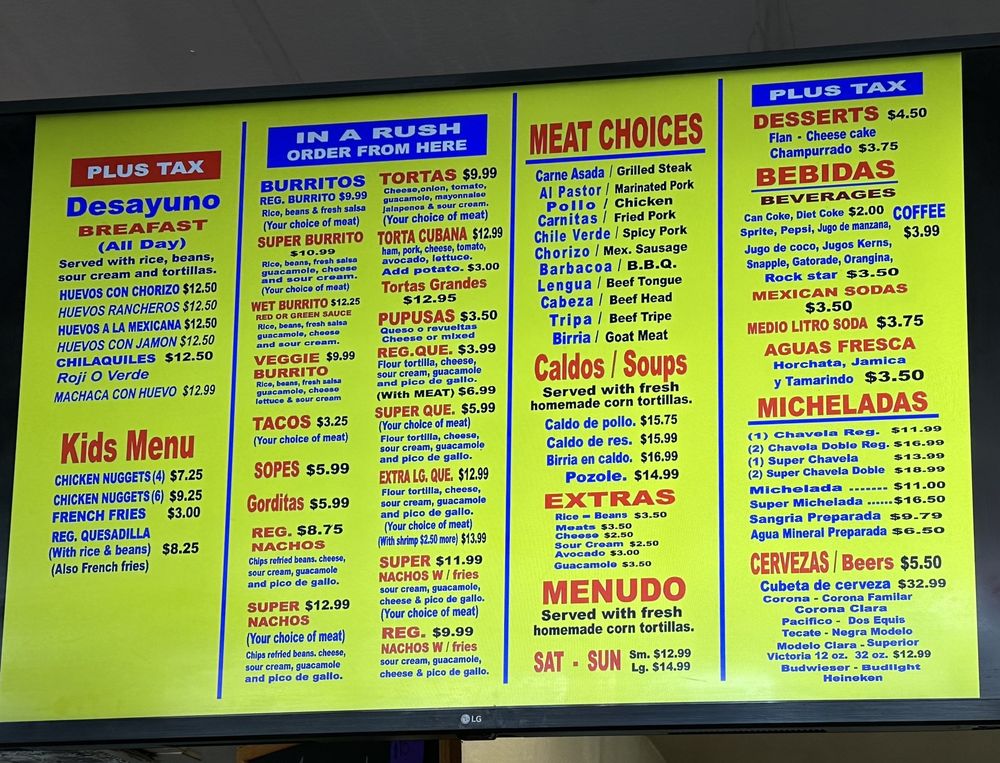 PLUS TAX
Desayuno
BREAFAST
(All Day)
Served with rice, beans,
sour cream and tortillas.
HUEVOS CON CHORIZO $12.50
HUEVOS RANCHEROS $12.50
HUEVOS A LA MEXICANA $12.50
HUEVOS CON JAMON $12.50
CHILAQUILES $12.50
Roji O Verde
MACHACA CON HUEVO $12.99
Kids Menu
CHICKEN NUGGETS (4) $7.25
CHICKEN NUGGETS (6) $9.25
FRENCH FRIES $3.00
REG. QUESADILLA
(With rice & beans) $8.25
(Also French fries)
IN A RUSH
ORDER FROM HERE
BURRITOS
REG. BURRITO $9.99
Rice, beans & fresh salsa
(Your choice of meat)
SUPER BURRITO
$10.99
Rice, beans, fresh salsa
guacamole, cheese
and sour cream.
(Your choice of meat)
WET BURRITO $12.25
RED OR GREEN SAUCE
Rice, beans, fresh salsa
guacamole, cheese
and sour cream.
VEGGIE $9.99
BURRITO
Rice, beans, fresh salsa
guacamole, cheese
lettuce & sour cream
TACOS $3.25
(Your choice of meat)
SOPES $5.99
Gorditas $5.99
REG. $8.75
NACHOS
Chips refried beans. cheese,
sour cream, guacamole
and pico de gallo.
SUPER $12.99
NACHOS
(Your choice of meat)
Chips refried beans. cheese,
sour cream, guacamole
and pico de gallo.
TORTAS $9.99
Cheese,onion, tomato,
guacamole, mayonnaise
jalapenos & sour cream.
(Your choice of meat)
TORTA CUBANA $12.99
ham, pork, cheese, tomato,
avocado, lettuce.
Add potato. $3.00
Tortas Grandes
$12.95
PUPUSAS $3.50
Queso o revueltas
Cheese or mixed
REG.QUE. $3.99
Flour tortilla, cheese,
sour cream, guacamole
and pico de gallo.
(With MEAT) $6.99
SUPER QUE. $5.99
(Your choice of meat)
Flour tortilla, cheese,
sour cream, guacamole
and pico de gallo.
EXTRA LG. QUE. $12.99
Flour tortilla, cheese,
sour cream, guacamole
and pico de gallo.
(Your choice of meat)
(With shrimp $2.50 more) $13.99
SUPER $11.99
NACHOS W / fries
sour cream, guacamole,
cheese & pico de gallo.
(Your choice of meat)
REG. $9.99
NACHOS W / fries
sour cream, guacamole,
cheese & pico de gallo.
MEAT CHOICES
Carne Asada / Grilled Steak
Al Pastor / Marinated Pork
Pollo / Chicken
Carnitas / Fried Pork
Chile Verde / Spicy Pork
Chorizo / Mex. Sausage
Barbacoa / B.B.Q.
Lengua / Beef Tongue
Cabeza / Beef Head
Tripa / Beef Tripe
Birria / Goat Meat
Caldos / Soups
Served with fresh
homemade corn tortillas.
Caldo de pollo. $15.75
Caldo de res. $15.99
Birria en caldo. $16.99
Pozole. $14.99
EXTRAS
Rice - Beans $3.50
Meats $3.50
Cheese $2.50
Sour Cream $2.50
Avocado $3.00
Guacamole $3.50
MENUDO
Served with fresh
homemade corn tortillas.
SAT - SUN Sm. $12.99
Lg. $14.99
PLUS TAX
DESSERTS $4.50
Flan - Cheese cake
Champurrado $3.75
BEBIDAS
BEVERAGES
Can Coke, Diet Coke $2.00
Sprite, Pepsi, Jugo de manzana,
Jugo de coco, Jugos Kerns,
Snapple, Gatorade, Orangina,
Rock star $3.50
COFFEE
$3.99
MEXICAN SODAS
$3.50
MEDIO LITRO SODA $3.75
AGUAS FRESCA
Horchata, Jamica
y Tamarindo $3.50
MICHELADAS
(1) Chavela Reg. $11.99
(2) Chavela Doble Reg. $16.99
(1) Super Chavela $13.99
(2) Super Chavela Doble $18.99
Michelada ------- $11.00
Super Michelada ......$16.50
Sangria Preparada $9.79
Agua Mineral Preparada $6.50
CERVEZAS / Beers $5.50
Cubeta de cerveza $32.99
Corona - Corona Familar
Corona Clara
Pacifico - Dos Equis
Tecate - Negra Modelo
Modelo Clara - Superior
Victoria 12 oz. 32 oz. $12.99
Budwieser - Budlight
Heineken
LG